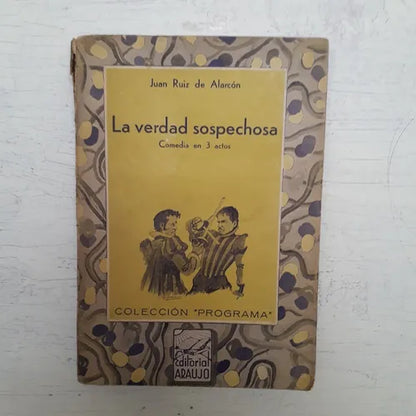 Juan Ruiz de Alarcón
La verdad sospechosa
Comedia en 3 actos
COLECCIÓN "PROGRAMA"
Editorial
ARAUJO